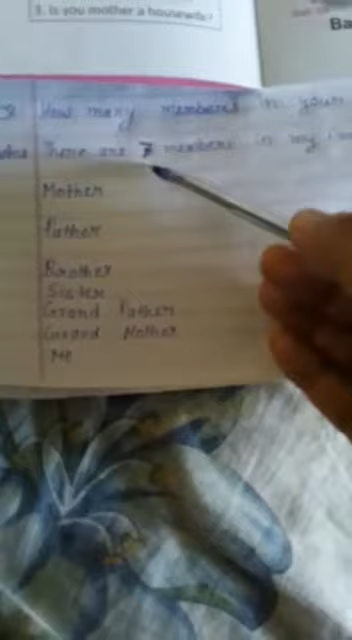 3. Is you mother a housewife?
Ba
How many members in your
There are 7 members in my
Mother
Father
Brother
Sister
Grand Father
Grand Mother
Me